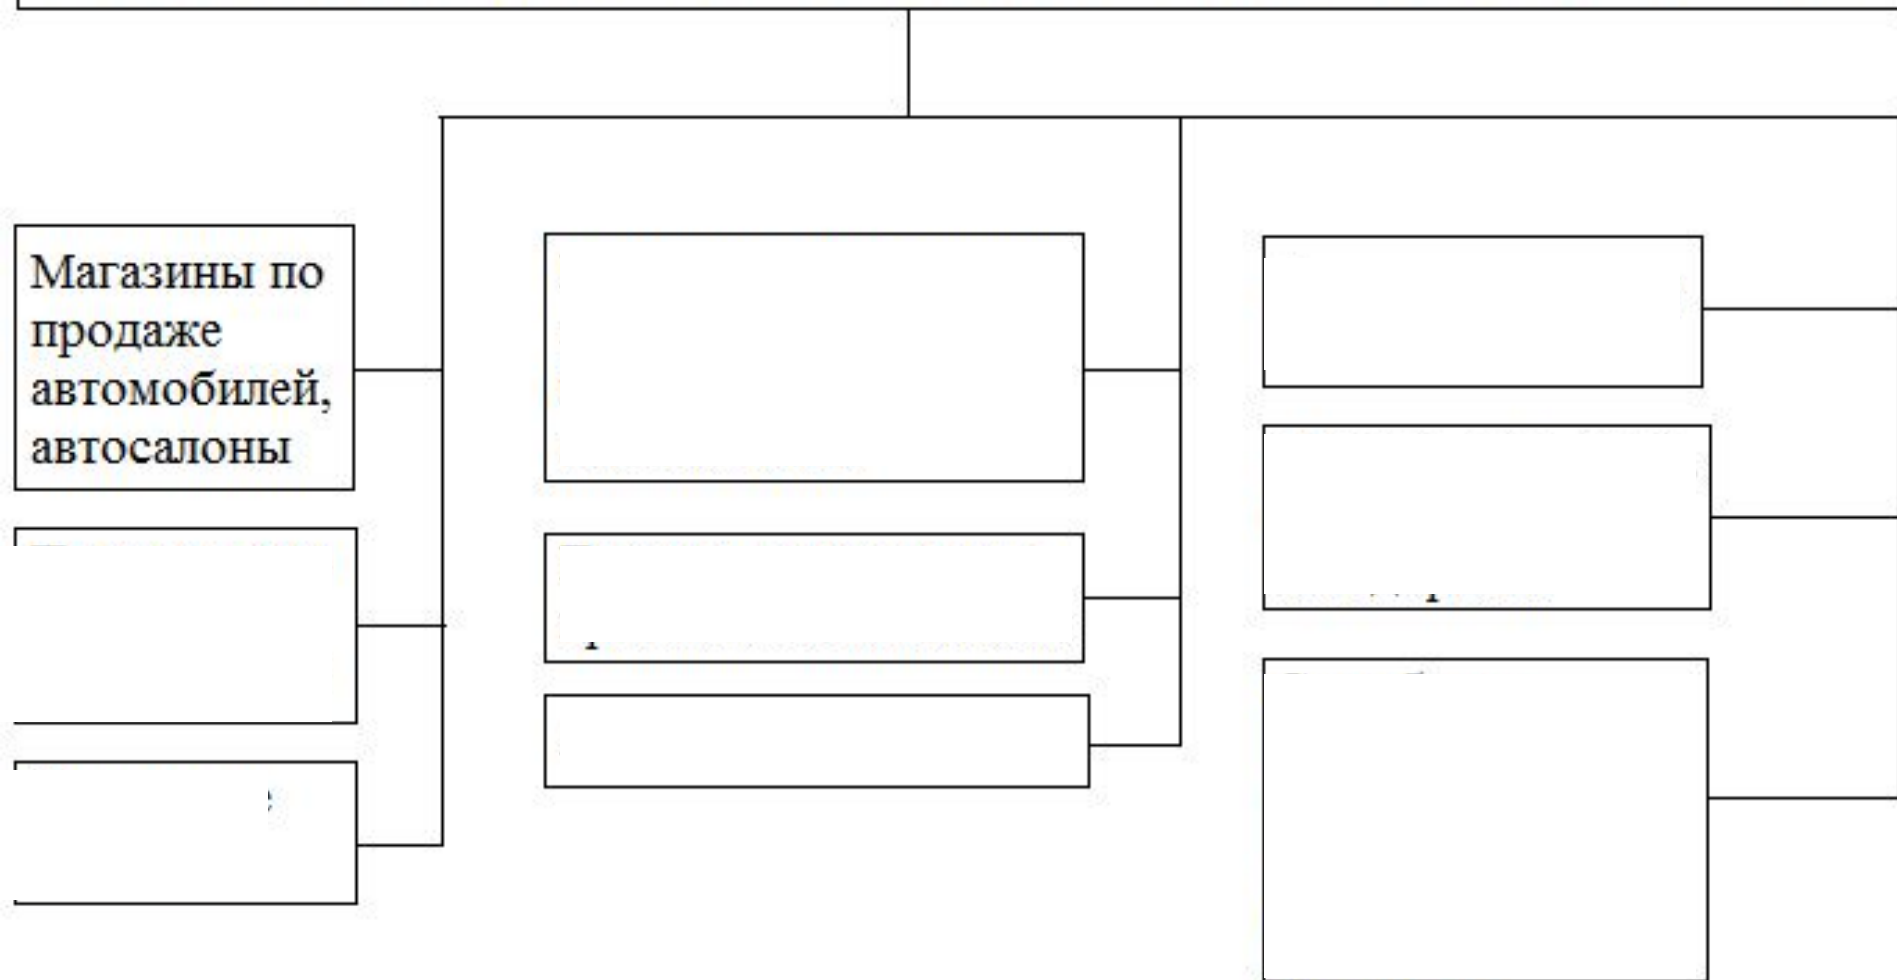 Магазины по
продаже
автомобилей,
автосалоны